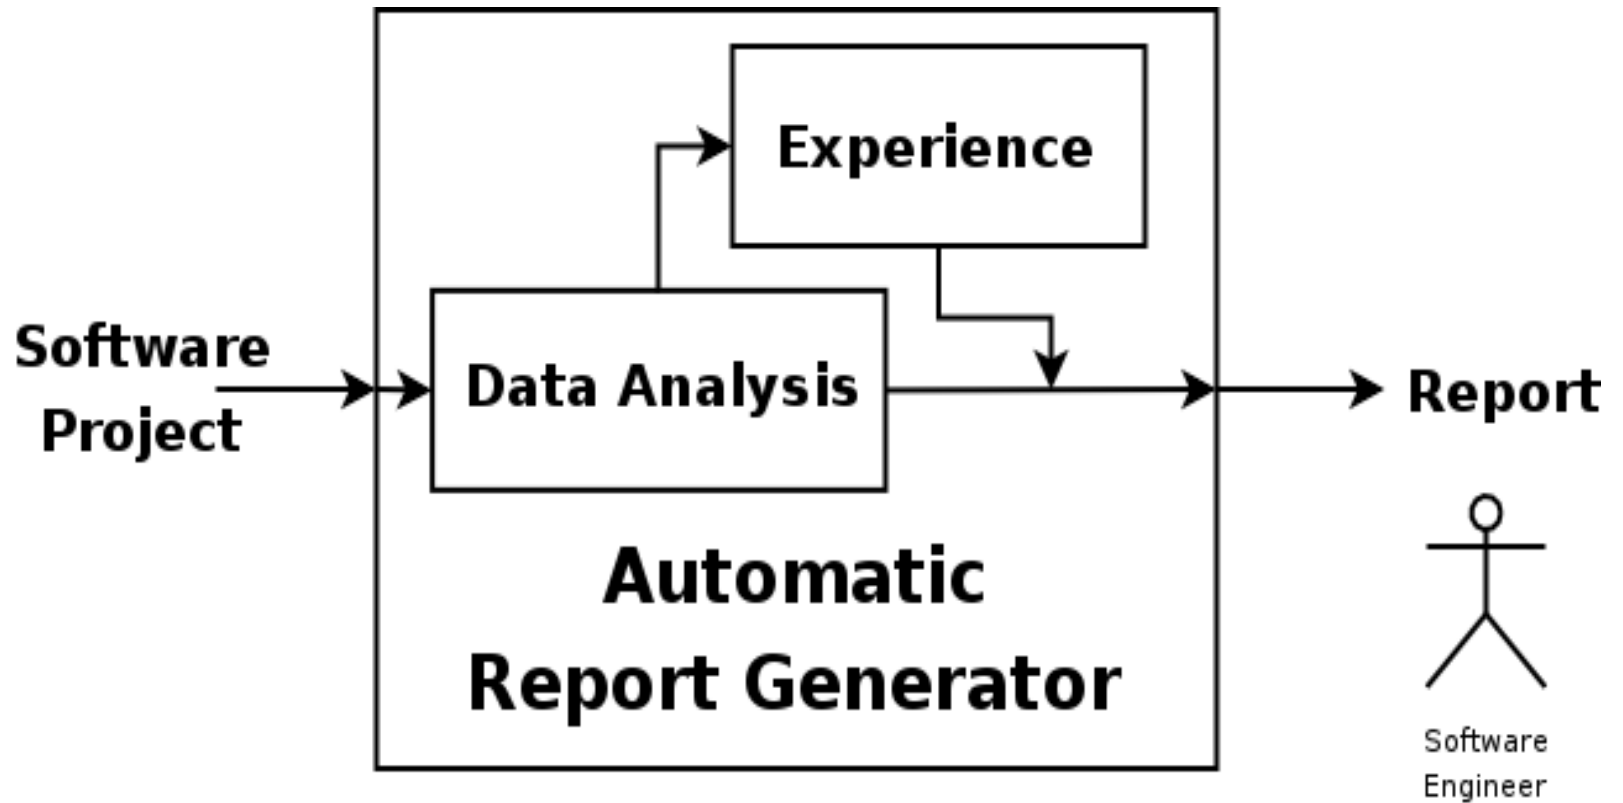 Experience
Software
Project
Data Analysis
Report
Automatic
Report Generator
Software
Engineer